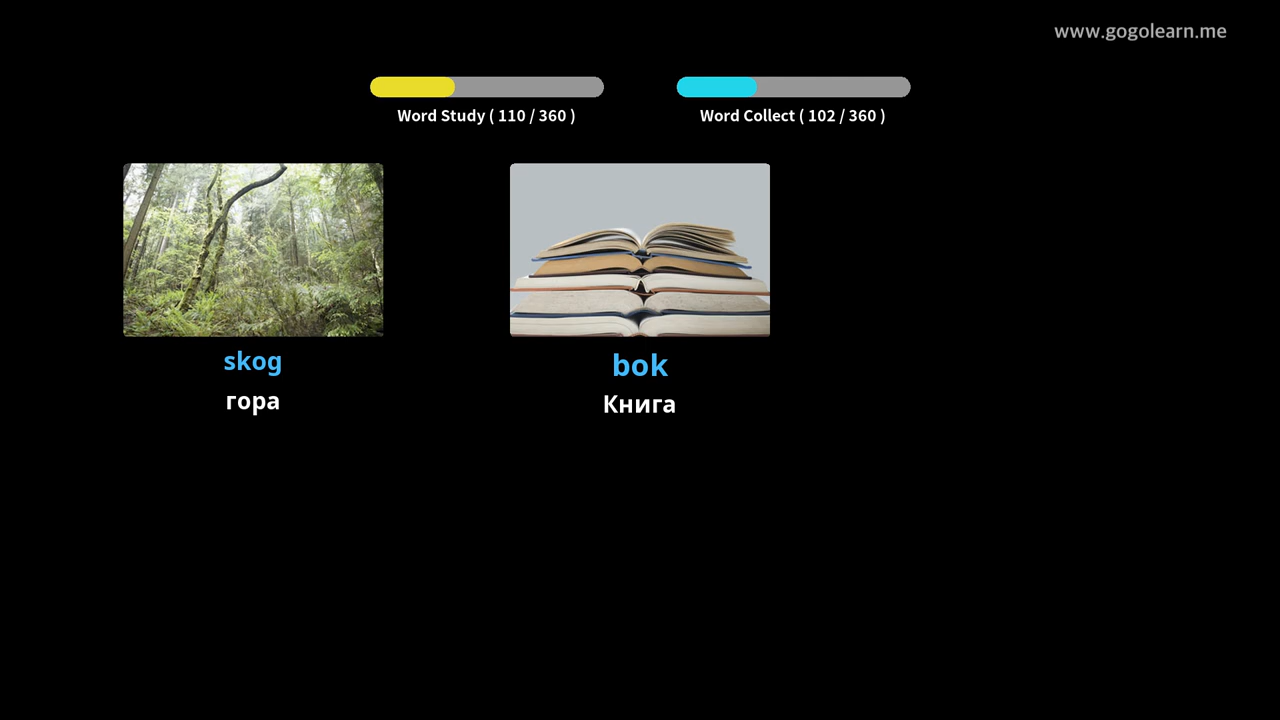 www.gogolearn.me
Word Study ( 110 / 360 )
Word Collect ( 102 / 360 )
skog
гора
bok
Книга